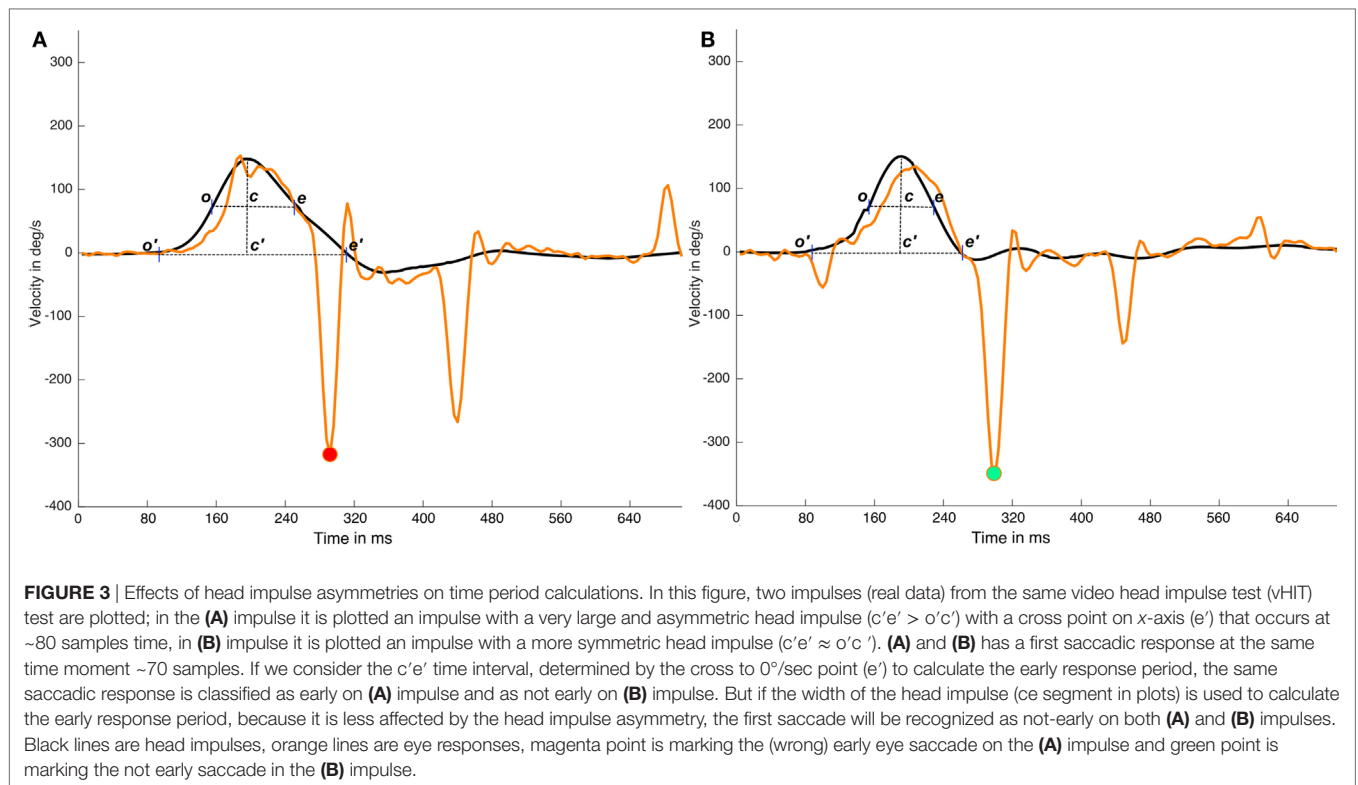 A
300
200
100
0
-100
-200
-300
-400
Velocity in deg/s
o
c
e
o'
c'
e'
0
80
160
240
320
400
480
560
640
Time in ms
B
300
200
100
0
-100
-200
-300
-400
Velocity in deg/s
o
c
e
o'
c'
e'
0
80
160
240
320
400
480
560
640
Time in ms
FIGURE 3 | Effects of head impulse asymmetries on time period calculations. In this figure, two impulses (real data) from the same video head impulse test (vHIT)
test are plotted; in the (A) impulse it is plotted an impulse with a very large and asymmetric head impulse (c′e′ > o′c′) with a cross point on x-axis (e′) that occurs at
~80 samples time, in (B) impulse it is plotted an impulse with a more symmetric head impulse (c′e′ ≈ o′c ′). (A) and (B) has a first saccadic response at the same
time moment ~70 samples. If we consider the c′e′ time interval, determined by the cross to 0°/sec point (e′) to calculate the early response period, the same
saccadic response is classified as early on (A) impulse and as not early on (B) impulse. But if the width of the head impulse (ce segment in plots) is used to calculate
the early response period, because it is less affected by the head impulse asymmetry, the first saccade will be recognized as not-early on both (A) and (B) impulses.
Black lines are head impulses, orange lines are eye responses, magenta point is marking the (wrong) early eye saccade on the (A) impulse and green point is
marking the not early saccade in the (B) impulse.